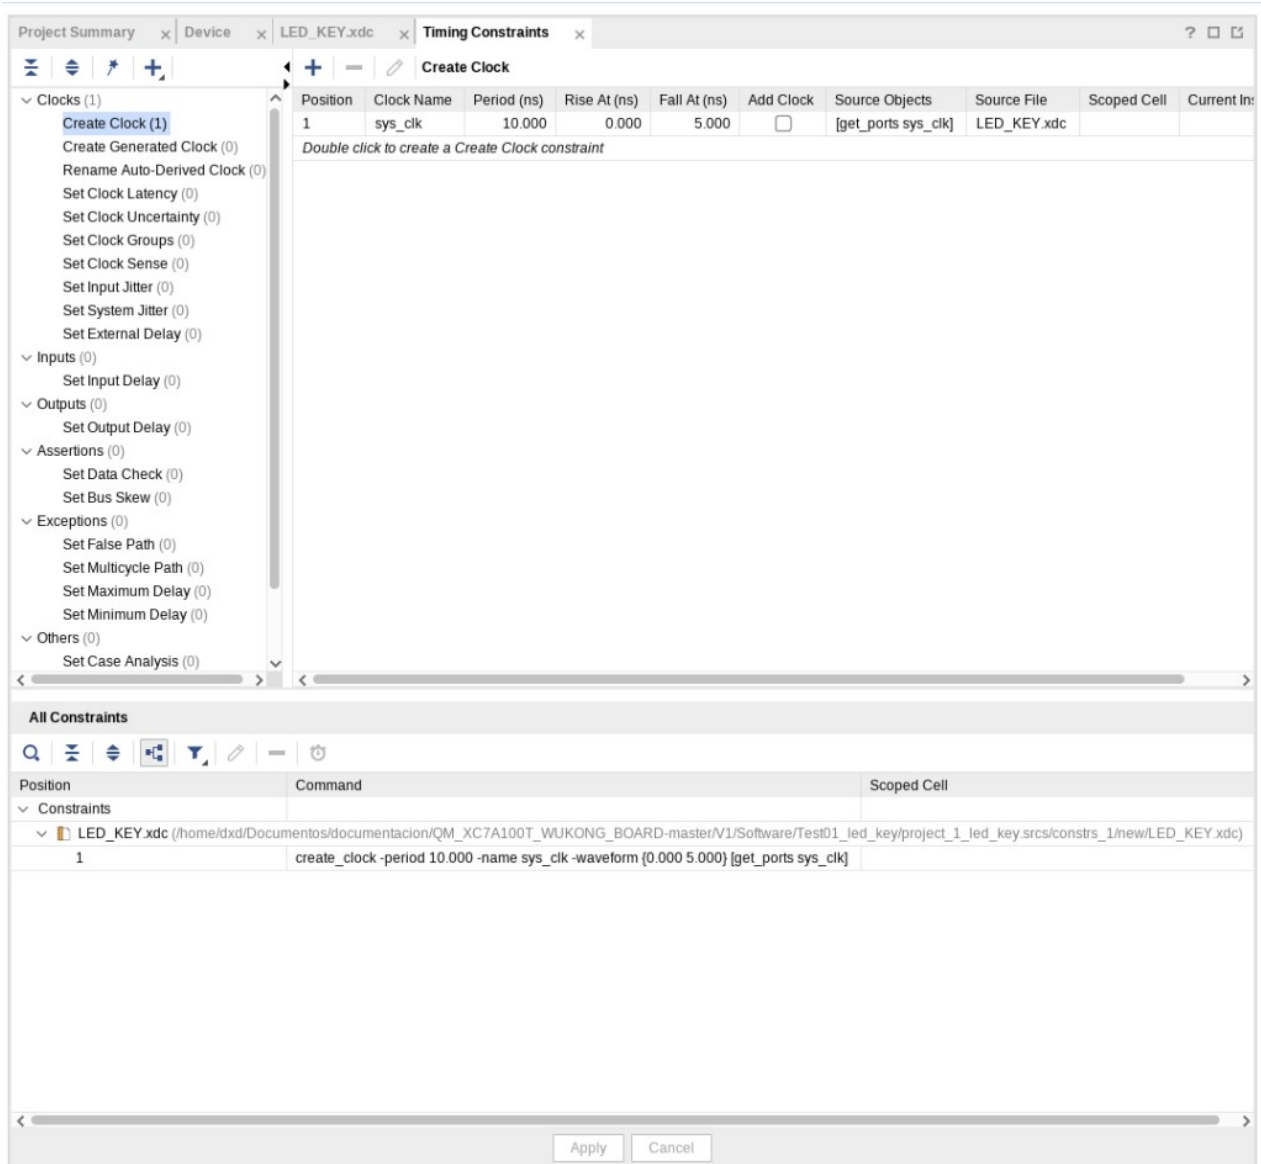 Project Summary × Device × LED_KEY.xdc × Timing Constraints ×
?
Create Clock
Clocks (1)
Create Clock (1)
Create Generated Clock (0)
Rename Auto-Derived Clock (0)
Set Clock Latency (0)
Set Clock Uncertainty (0)
Set Clock Groups (0)
Set Clock Sense (0)
Set Input Jitter (0)
Set System Jitter (0)
Set External Delay (0)
Inputs (0)
Set Input Delay (0)
Outputs (0)
Set Output Delay (0)
Assertions (0)
Set Data Check (0)
Set Bus Skew (0)
Exceptions (0)
Set False Path (0)
Set Multicycle Path (0)
Set Maximum Delay (0)
Set Minimum Delay (0)
Others (0)
Set Case Analysis (0)
Position Clock Name Period (ns) Rise At (ns) Fall At (ns) Add Clock Source Objects Source File Scoped Cell Current Ins
1 sys_clk 10.000 0.000 5.000 [get_ports sys_clk] LED_KEY.xdc
Double click to create a Create Clock constraint
All Constraints
Position Command Scoped Cell
Constraints
LED_KEY.xdc (/home/dxd/Documentos/documentacion/QM_XC7A100T_WUKONG_BOARD-master/V1/Software/Test01_led_key/project_1_led_key.srcs/constrs_1/new/LED_KEY.xdc)
1 create_clock -period 10.000 -name sys_clk -waveform {0.000 5.000} [get_ports sys_clk]
Apply Cancel